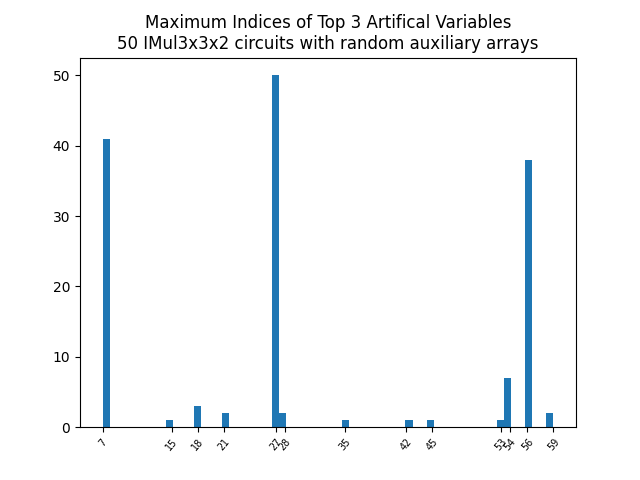 Maximum Indices of Top 3 Artifical Variables
50 IMul3x3x2 circuits with random auxiliary arrays
50
40
30
20
10
0
7 15 18 21 27 28 35 42 45 53 54 56 59